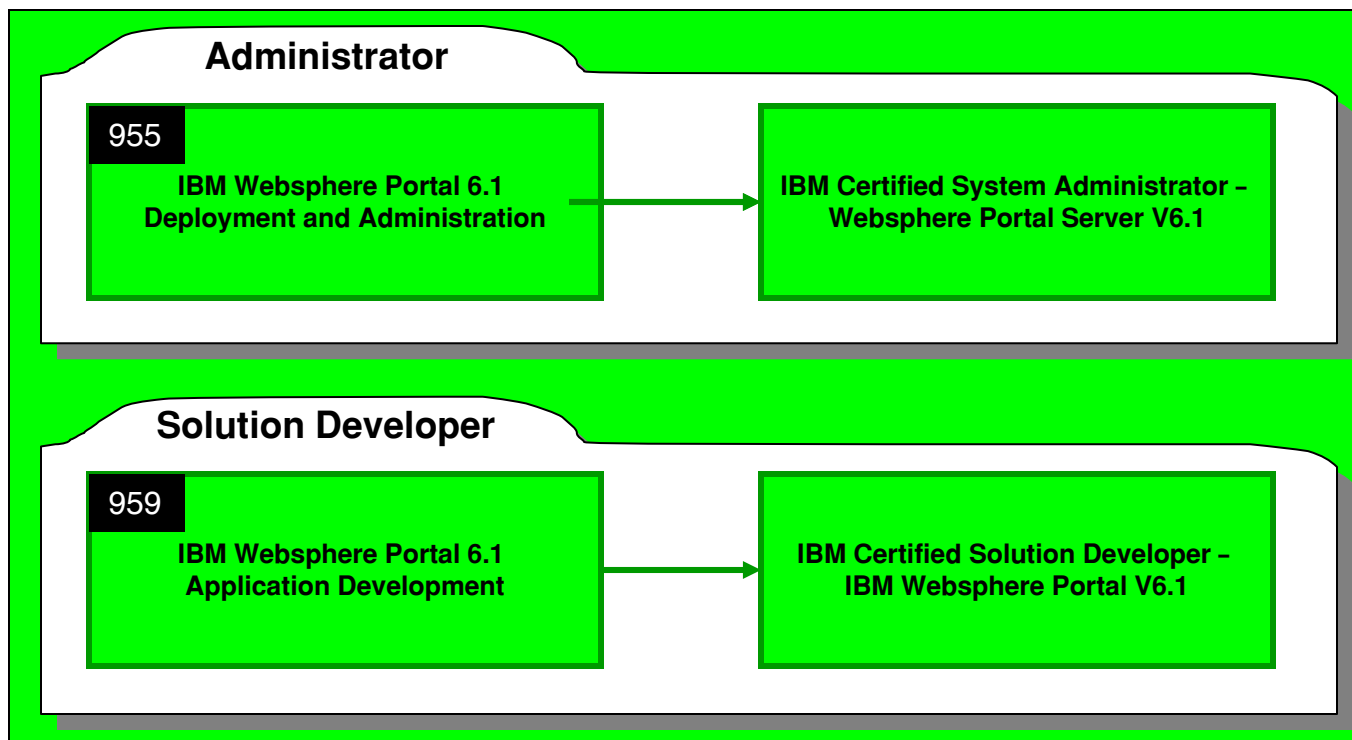 Administrator
955
IBM Websphere Portal 6.1
Deployment and Administration
IBM Certified System Administrator –
Websphere Portal Server V6.1
Solution Developer
959
IBM Websphere Portal 6.1
Application Development
IBM Certified Solution Developer –
IBM Websphere Portal V6.1